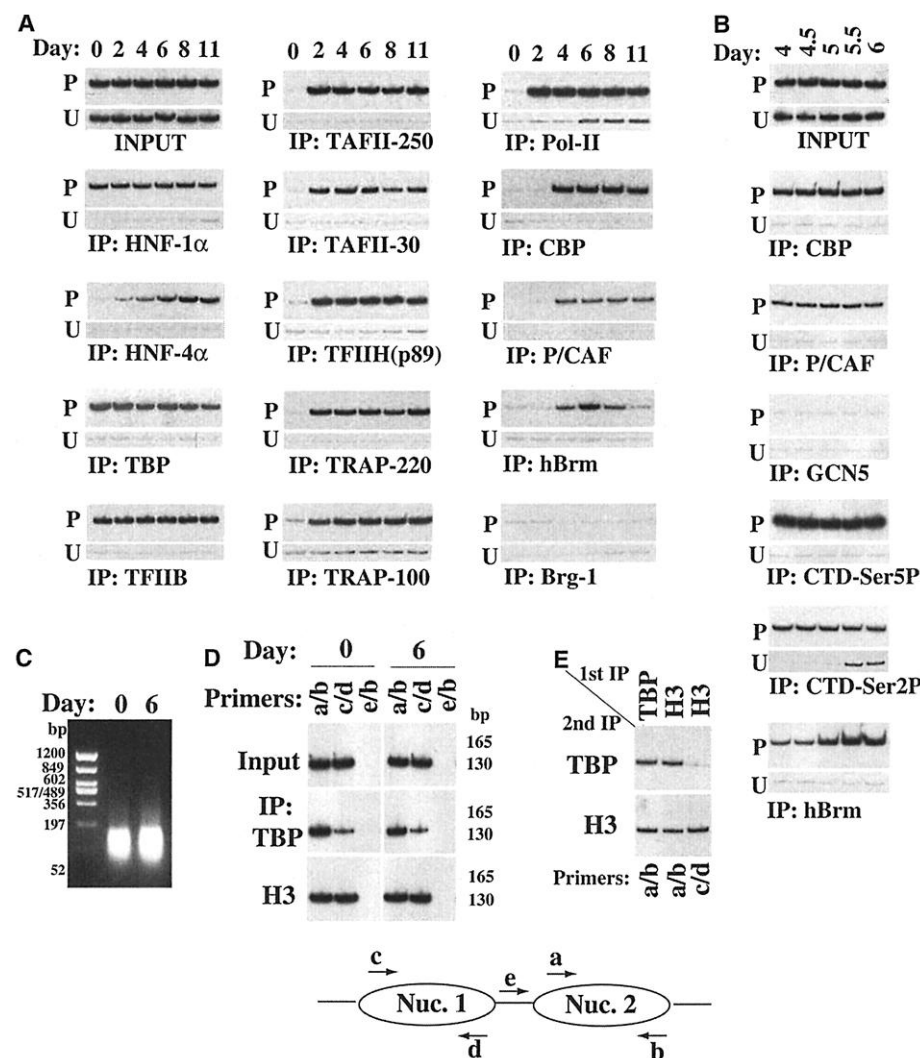 A
Day: 0 2 4 6 8 11
P
U
INPUT
P
U
IP: HNF-1α
P
U
IP: HNF-4α
P
U
IP: TBP
P
U
IP: TFIIB
0 2 4 6 8 11
P
U
IP: TAFII-250
P
U
IP: TAFII-30
P
U
IP: TFIIH(p89)
P
U
IP: TRAP-220
P
U
IP: TRAP-100
0 2 4 6 8 11
P
U
IP: Pol-II
P
U
IP: CBP
P
U
IP: P/CAF
P
U
IP: hBrm
P
U
IP: Brg-1
B
Day: 4 4.5 5 5.5 6
P
U
INPUT
P
U
IP: CBP
P
U
IP: P/CAF
P
U
IP: GCN5
P
U
IP: CTD-Ser5P
P
U
IP: CTD-Ser2P
P
U
IP: hBrm
C
Day: 0 6
bp
1200
849
602
517/489
356
197
52
D
Day: 0 6
Primers: a/b c/d e/b a/b c/d e/b
bp
Input
165
130
IP:
TBP
165
130
H3
165
130
E
1st IP
TBP H3 H3
2nd IP
TBP
H3
Primers: a/b a/b c/d
c
e
a
Nuc. 1
Nuc. 2
d
b